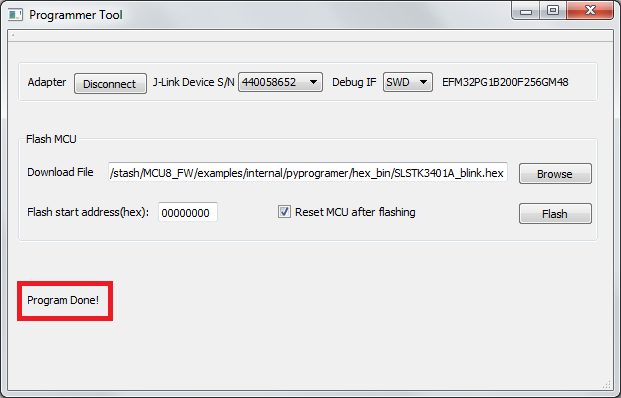 Programmer Tool
Adapter Disconnect J-Link Device S/N 440058652 Debug IF SWD EFM32PG1B200F256GM48
Flash MCU
Download File /stash/MCU8_FW/examples/internal/pyprogramer/hex_bin/SLSTK3401A_blink.hex Browse
Flash start address(hex): 00000000 Reset MCU after flashing Flash
Program Done!